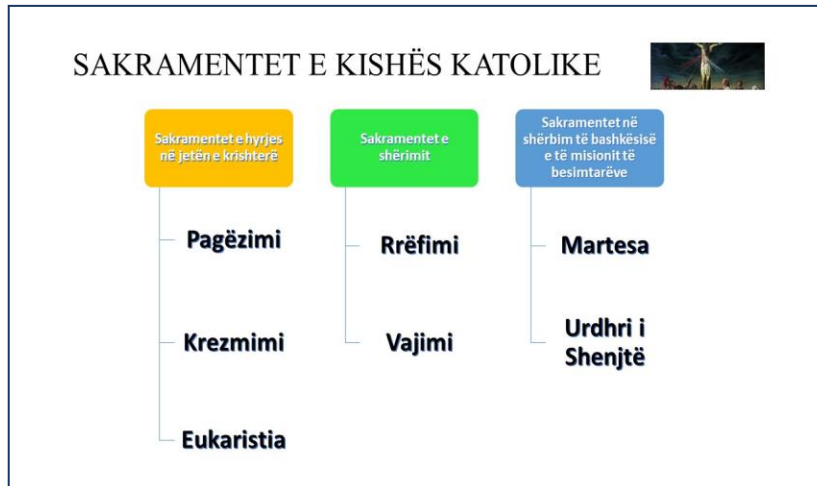 SAKRAMENTET E KISHËS KATOLIKE
Sakramentet e hyrjes
në jetën e krishterë
Pagëzimi
Krezmimi
Eukaristia
Sakramentet e
shërimit
Rrëfimi
Vajimi
Sakramentet në
shërbim të bashkësisë
e të misionit të
besimtarëve
Martesa
Urdhri i
Shenjtë